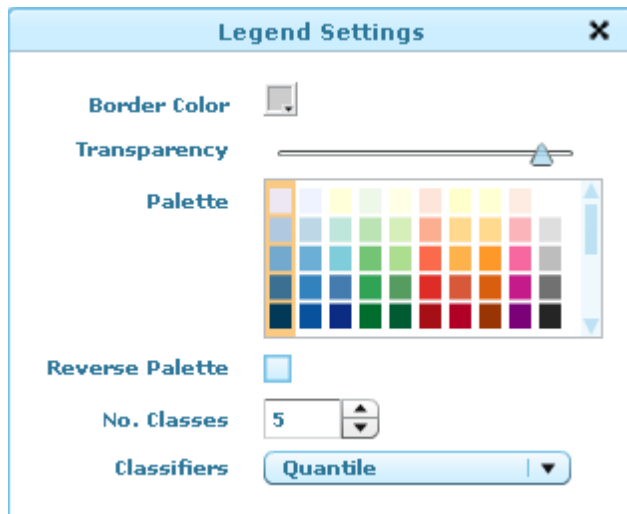 Legend Settings
Border Color
Transparency
Palette
Reverse Palette
No. Classes 5
Classifiers Quantile